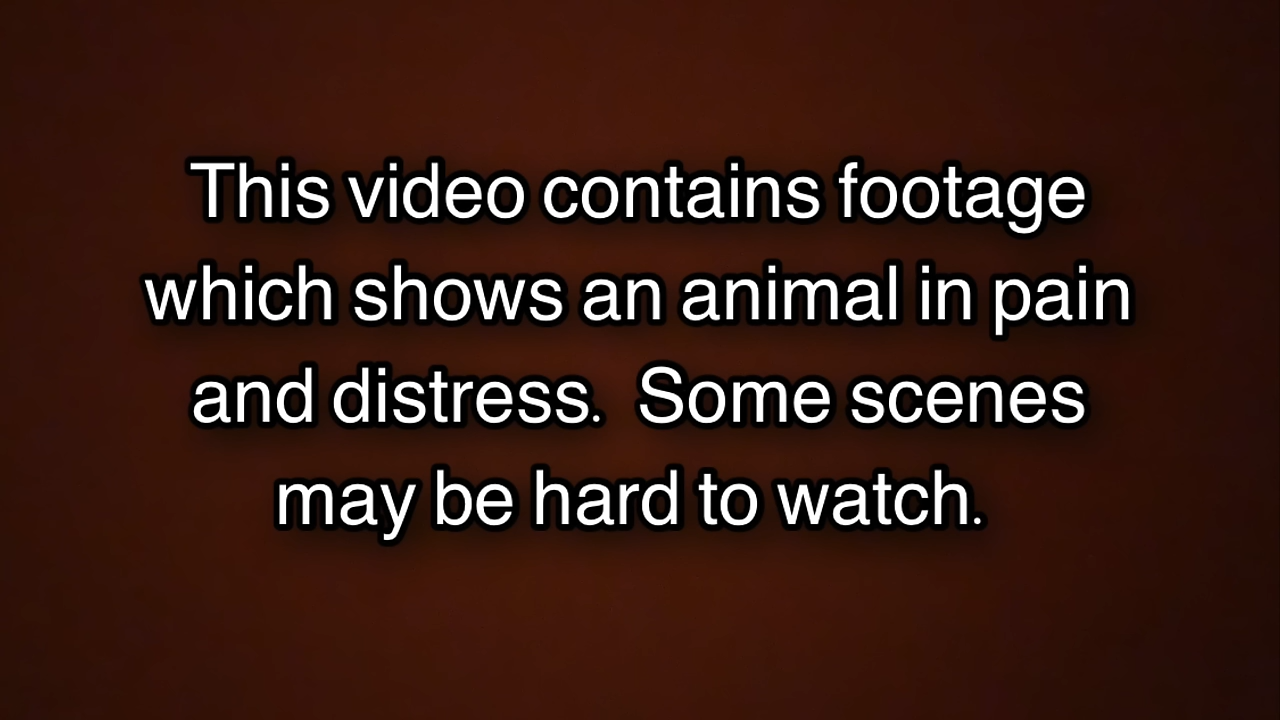 This video contains footage
which shows an animal in pain
and distress.  Some scenes
may be hard to watch.